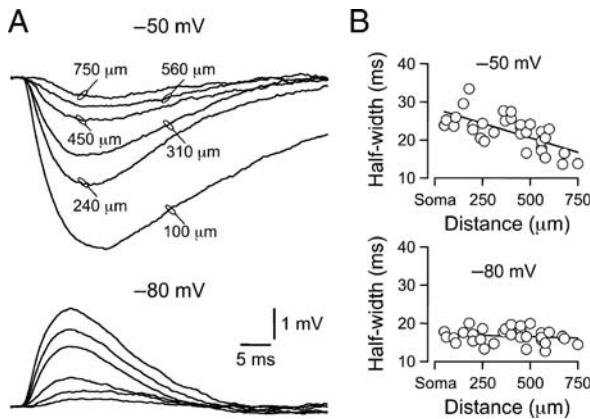 A
−50 mV
750 μm
560 μm
450 μm
310 μm
240 μm
100 μm
−80 mV
1 mV
5 ms
B
−50 mV
Half-width (ms)
40
30
20
10
Soma 250 500 750
Distance (μm)
−80 mV
Half-width (ms)
40
30
20
10
Soma 250 500 750
Distance (μm)